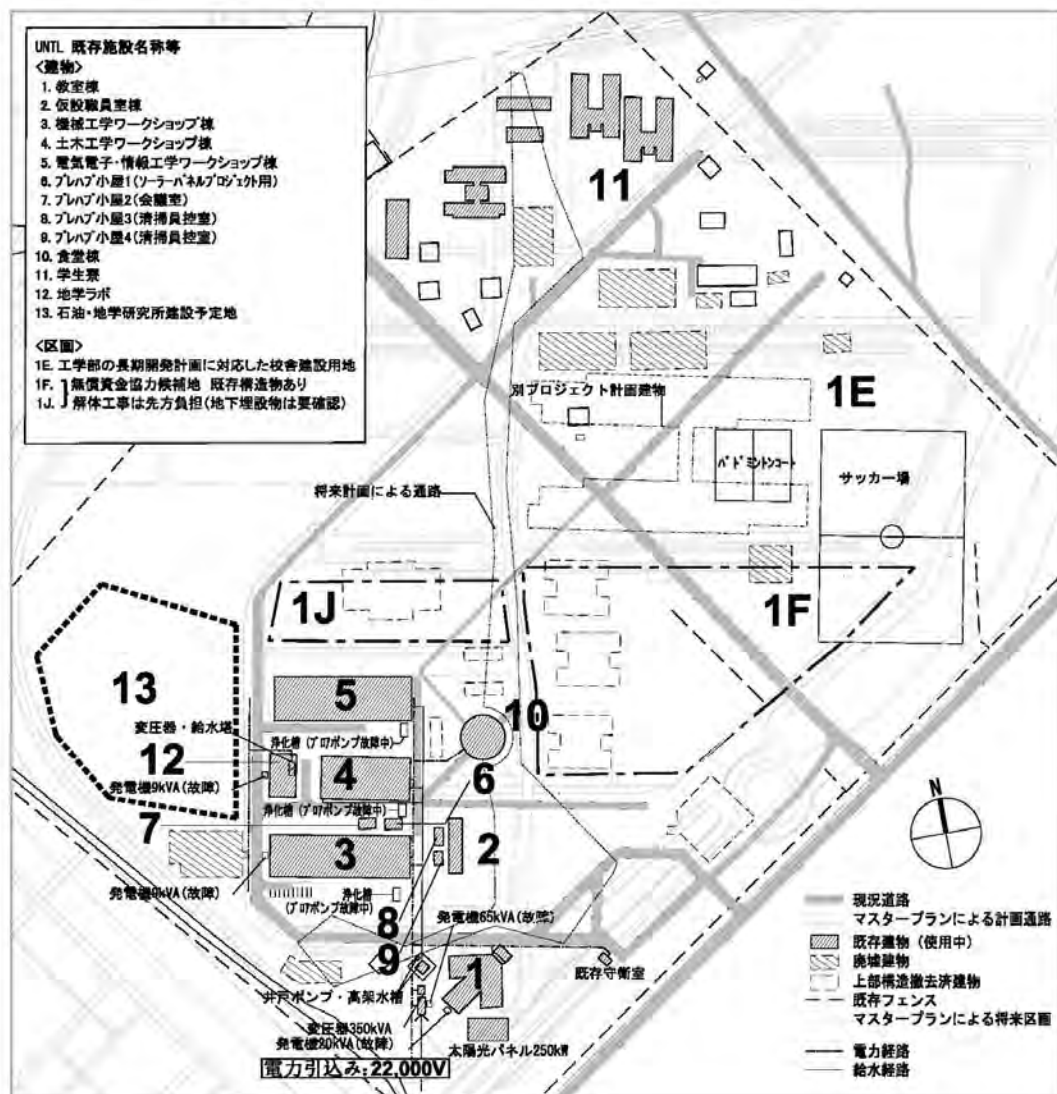 UNTL 既存施設名称等
<建物>
1. 教室棟
2. 仮設職員室棟
3. 機械工学ワークショップ棟
4. 土木工学ワークショップ棟
5. 電気電子・情報工学ワークショップ棟
6. プレハブ小屋1(ソーラーパネルプロジェクト用)
7. プレハブ小屋2(会議室)
8. プレハブ小屋3(清掃員控室)
9. プレハブ小屋4(清掃員控室)
10. 食堂棟
11. 学生寮
12. 地学ラボ
13. 石油・地学研究所建設予定地
<区画>
1E. 工学部の長期開発計画に対応した校舎建設用地
1F. 無償資金協力候補地 既存構造物あり
1J. 解体工事は先方負担(地下埋設物は要確認)
11
別プロジェクト計画建物
1E
バドミントンコート
サッカー場
将来計画による通路
1J
1F
13
5
10
変圧器・給水塔
浄化槽 (ブロアポンプ故障中)
12
4
6
発電機9kVA(故障)
浄化槽 (ブロアポンプ故障中)
7
3
2
発電機9kVA(故障)
浄化槽
(ブロアポンプ故障中)
8
発電機65kVA(故障)
9
1
既存守衛室
井戸ポンプ・高架水槽
変圧器350kVA
発電機80kVA(故障)
太陽光パネル250kW
電力引込み:22,000V
N
現況道路
マスタープランによる計画通路
既存建物 (使用中)
廃墟建物
上部構造撤去済建物
既存フェンス
マスタープランによる将来区画
電力経路
給水経路